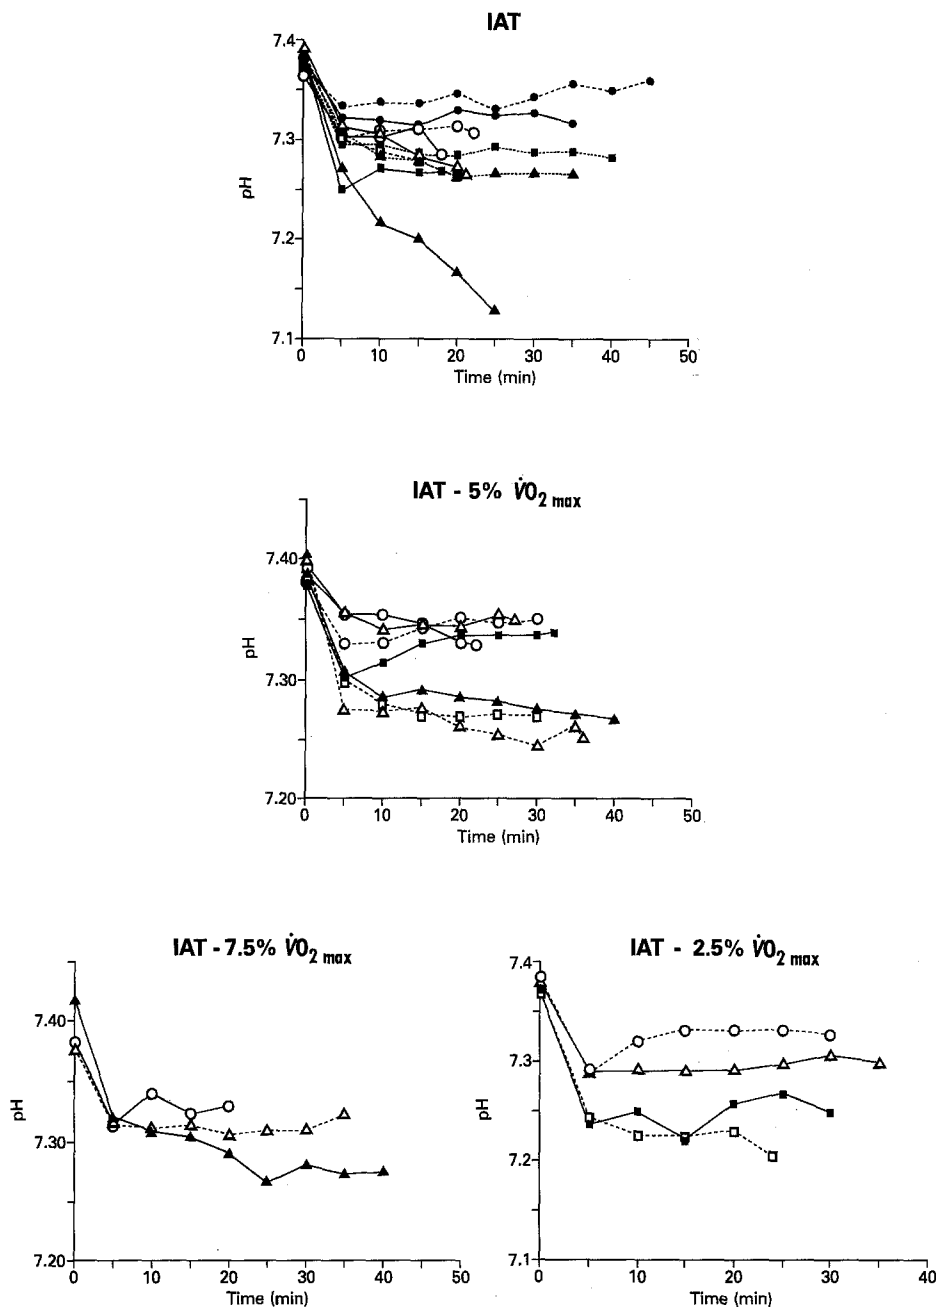 IAT
7.4
7.3
7.2
7.1
pH
0 10 20 30 40 50
Time (min)
IAT - 5% V̇O2 max
7.40
7.30
7.20
pH
0 10 20 30 40 50
Time (min)
IAT - 7.5% V̇O2 max
7.40
7.30
7.20
pH
0 10 20 30 40 50
Time (min)
IAT - 2.5% V̇O2 max
7.4
7.3
7.2
7.1
pH
0 10 20 30 40
Time (min)